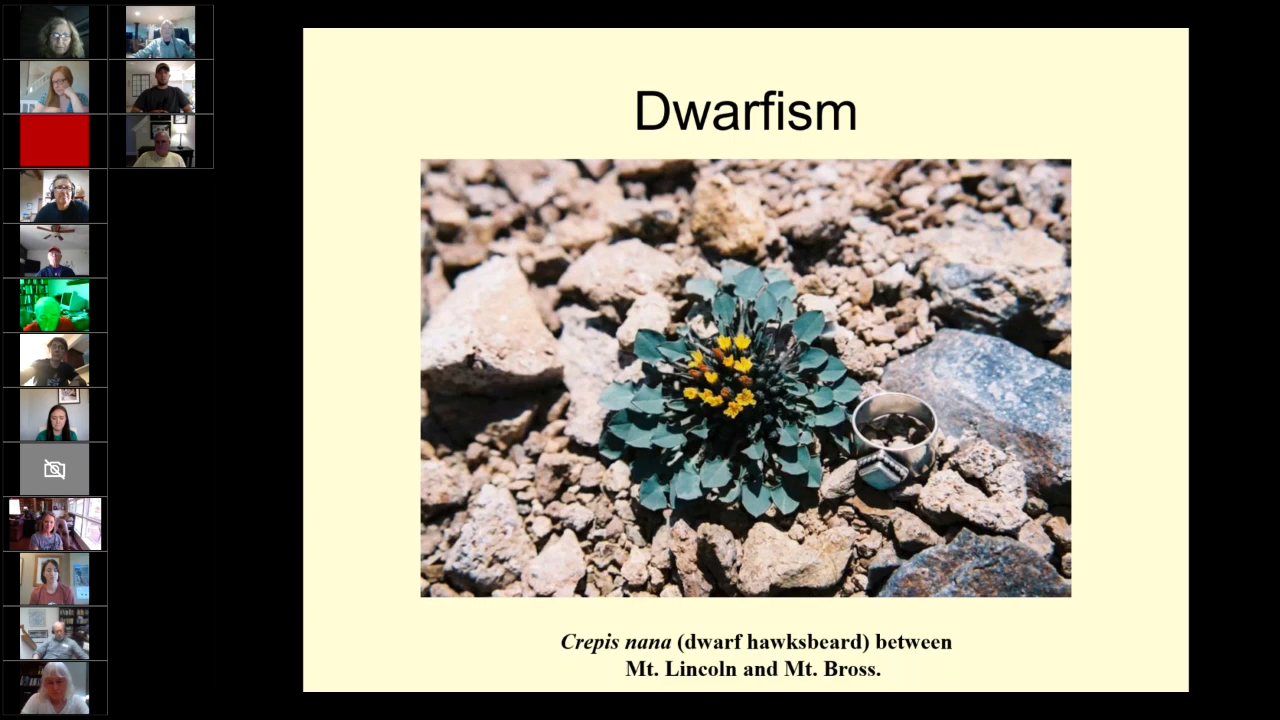 Dwarfism
Crepis nana (dwarf hawksbeard) between
Mt. Lincoln and Mt. Bross.